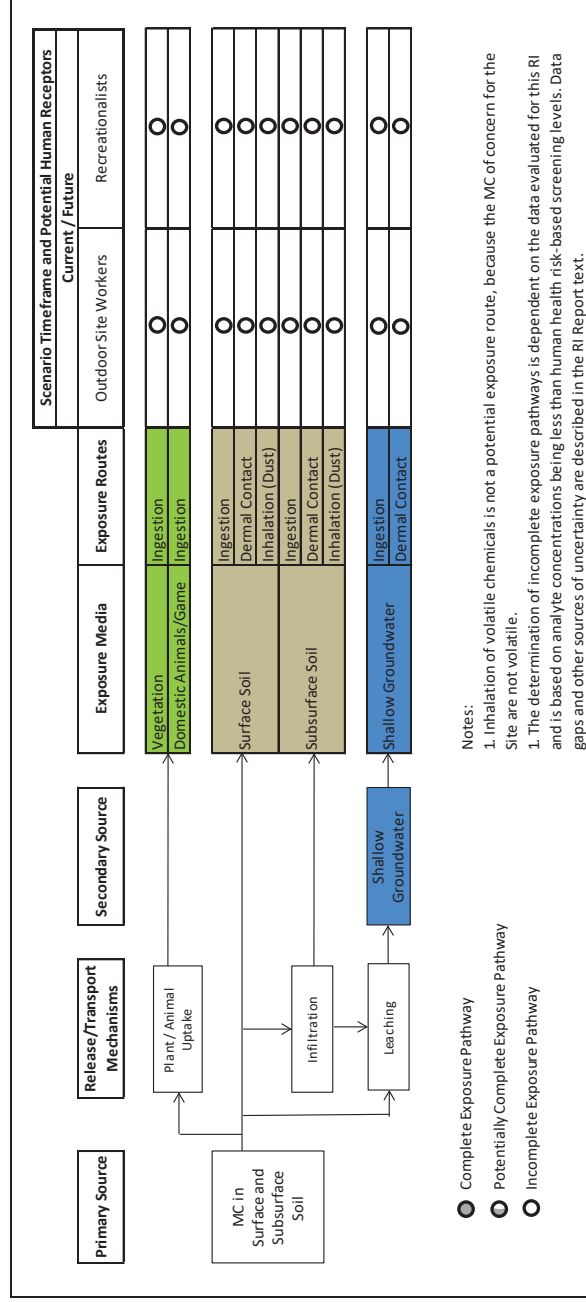 Scenario Timeframe and Potential Human Receptors
Current / Future
Primary Source
Release/Transport
Mechanisms
Secondary Source
Exposure Media
Exposure Routes
Outdoor Site Workers
Recreationalists
MC in
Surface and
Subsurface
Soil
Plant / Animal
Uptake
Infiltration
Leaching
Shallow
Groundwater
Vegetation
Ingestion
Domestic Animals/Game
Ingestion
Surface Soil
Ingestion
Dermal Contact
Inhalation (Dust)
Subsurface Soil
Ingestion
Dermal Contact
Inhalation (Dust)
Shallow Groundwater
Ingestion
Dermal Contact
Complete Exposure Pathway
Potentially Complete Exposure Pathway
Incomplete Exposure Pathway
Notes:
1. Inhalation of volatile chemicals is not a potential exposure route, because the MC of concern for the
Site are not volatile.
1. The determination of incomplete exposure pathways is dependent on the data evaluated for this RI
and is based on analyte concentrations being less than human health risk-based screening levels. Data
gaps and other sources of uncertainty are described in the RI Report text.